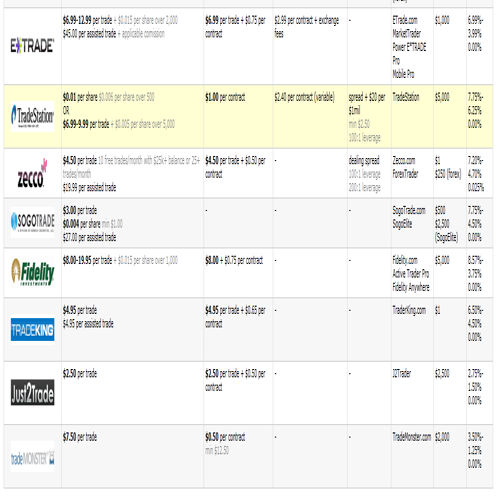 E*TRADE
$6.99-12.99 per trade + $0.015 per share over 2,000
$45.00 per assisted trade + applicable comission
$6.99 per trade + $0.75 per
contract
$2.99 per contract + exchange
fees
-
ETrade.com
MarketTrader
Power E*TRADE
Pro
Mobile Pro
$1,000
6.99%-
3.99%
0.00%
TradeStation
$0.01 per share $0.006 per share over 500
OR
$6.99-9.99 per trade + $0.005 per share over 5,000
$1.00 per contract
$2.40 per contract (variable)
spread + $20 per
$1mil
min $2.50
100:1 leverage
TradeStation
$5,000
7.75%-
6.25%
0.00%
zecco
$4.50 per trade 10 free trades/month with $25k+ balance or 25+
trades/month
$19.99 per assisted trade
$4.50 per trade + $0.50 per
contract
-
dealing spread
100:1 leverage
200:1 leverage
Zecco.com
ForexTrader
$1
$250 (forex)
7.20%-
4.70%
0.025%
SOGOTRADE
$3.00 per trade
$0.004 per share min $1.00
$27.00 per assisted trade
-
-
-
SogoTrade.com
SogoElite
$500
$2,500
(SogoElite)
7.75%-
4.50%
0.00%
Fidelity
INVESTMENTS
$8.00-19.95 per trade + $0.015 per share over 1,000
$8.00 + $0.75 per contract
-
-
Fidelity.com
Active Trader Pro
Fidelity Anywhere
$5,000
8.57%-
3.75%
0.00%
TRADEKING
$4.95 per trade
$4.95 per assisted trade
$4.95 per trade + $0.65 per
contract
-
-
TraderKing.com
$1
6.50%-
4.50%
0.00%
Just2Trade
$2.50 per trade
$2.50 per trade + $0.50 per
contract
-
-
J2Trader
$2,500
2.75%-
1.50%
0.00%
tradeMONSTER
$7.50 per trade
$0.50 per contract
min $12.50
-
-
TradeMonster.com
$2,000
3.50%-
1.25%
0.00%